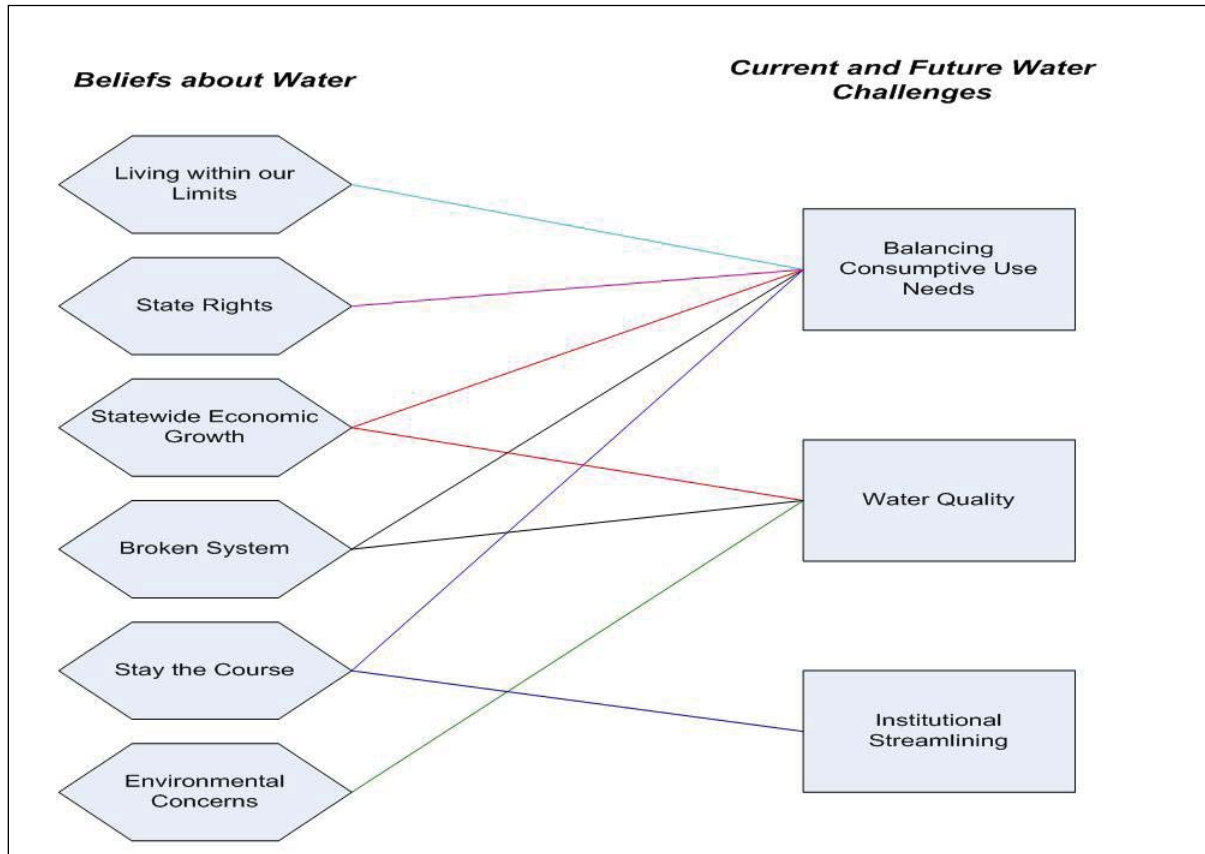 Beliefs about Water
Current and Future Water
Challenges
Living within our
Limits
State Rights
Statewide Economic
Growth
Broken System
Stay the Course
Environmental
Concerns
Balancing
Consumptive Use
Needs
Water Quality
Institutional
Streamlining